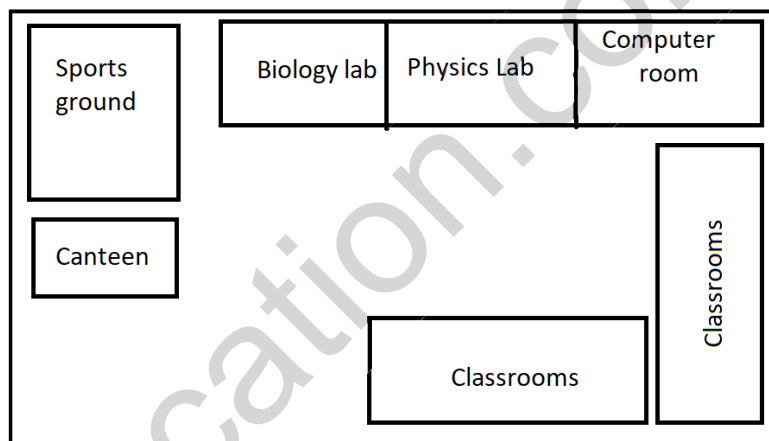 Sports
ground
Biology lab
Physics Lab
Computer
room
Canteen
Classrooms
Classrooms
cation.co